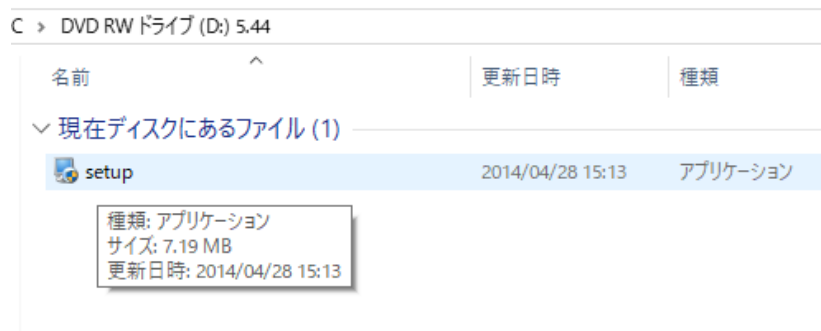 C > DVD RW ドライブ (D:) 5.44
名前 更新日時 種類
現在ディスクにあるファイル (1)
setup 2014/04/28 15:13 アプリケーション
種類: アプリケーション
サイズ: 7.19 MB
更新日時: 2014/04/28 15:13